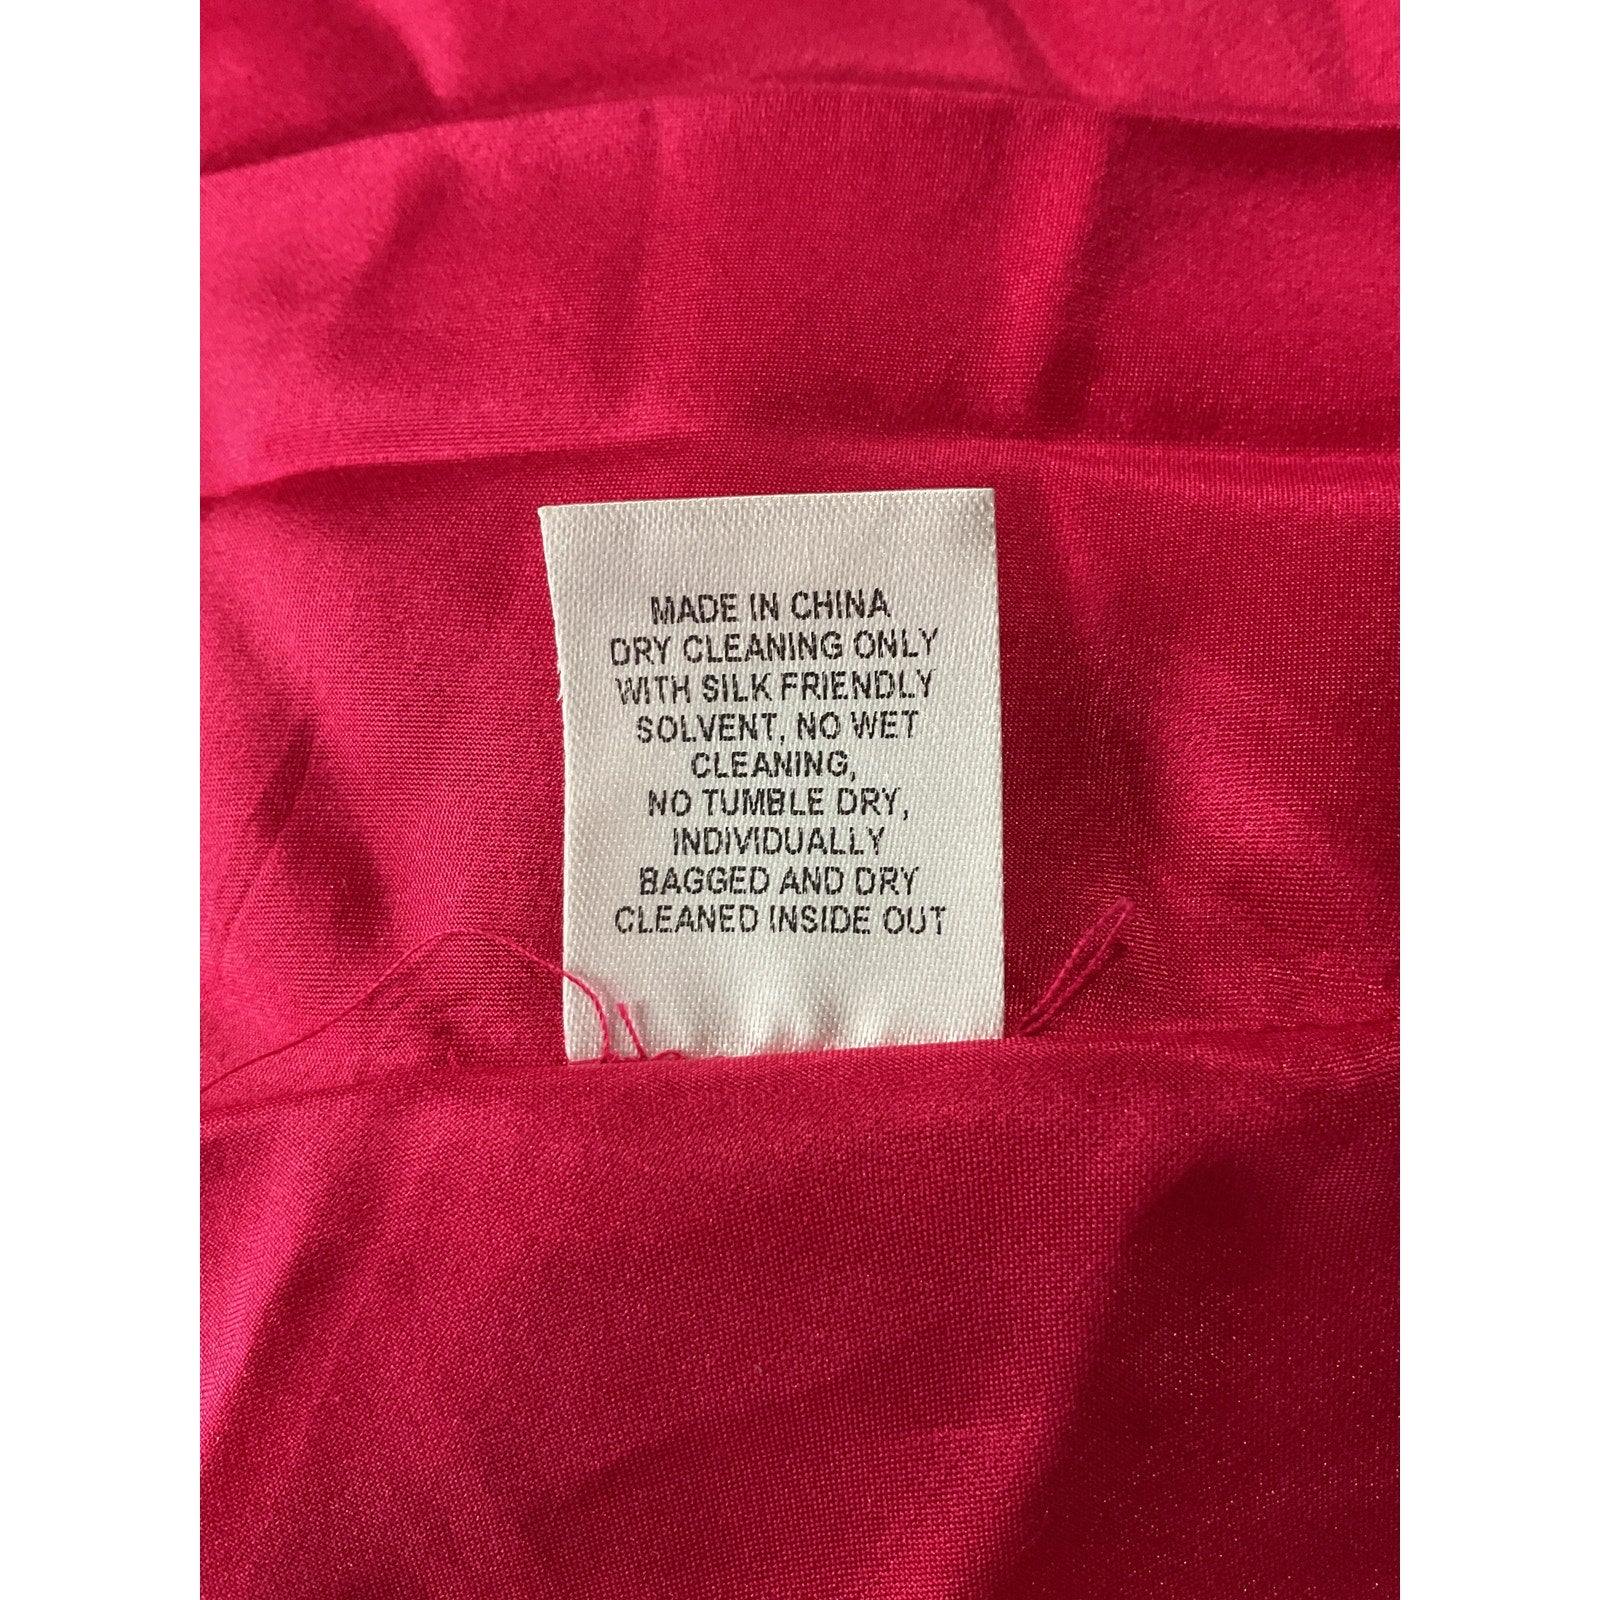 MADE IN CHINA
DRY CLEANING ONLY
WITH SILK FRIENDLY
SOLVENT, NO WET
CLEANING,
NO TUMBLE DRY,
INDIVIDUALLY
BAGGED AND DRY
CLEANED INSIDE OUT